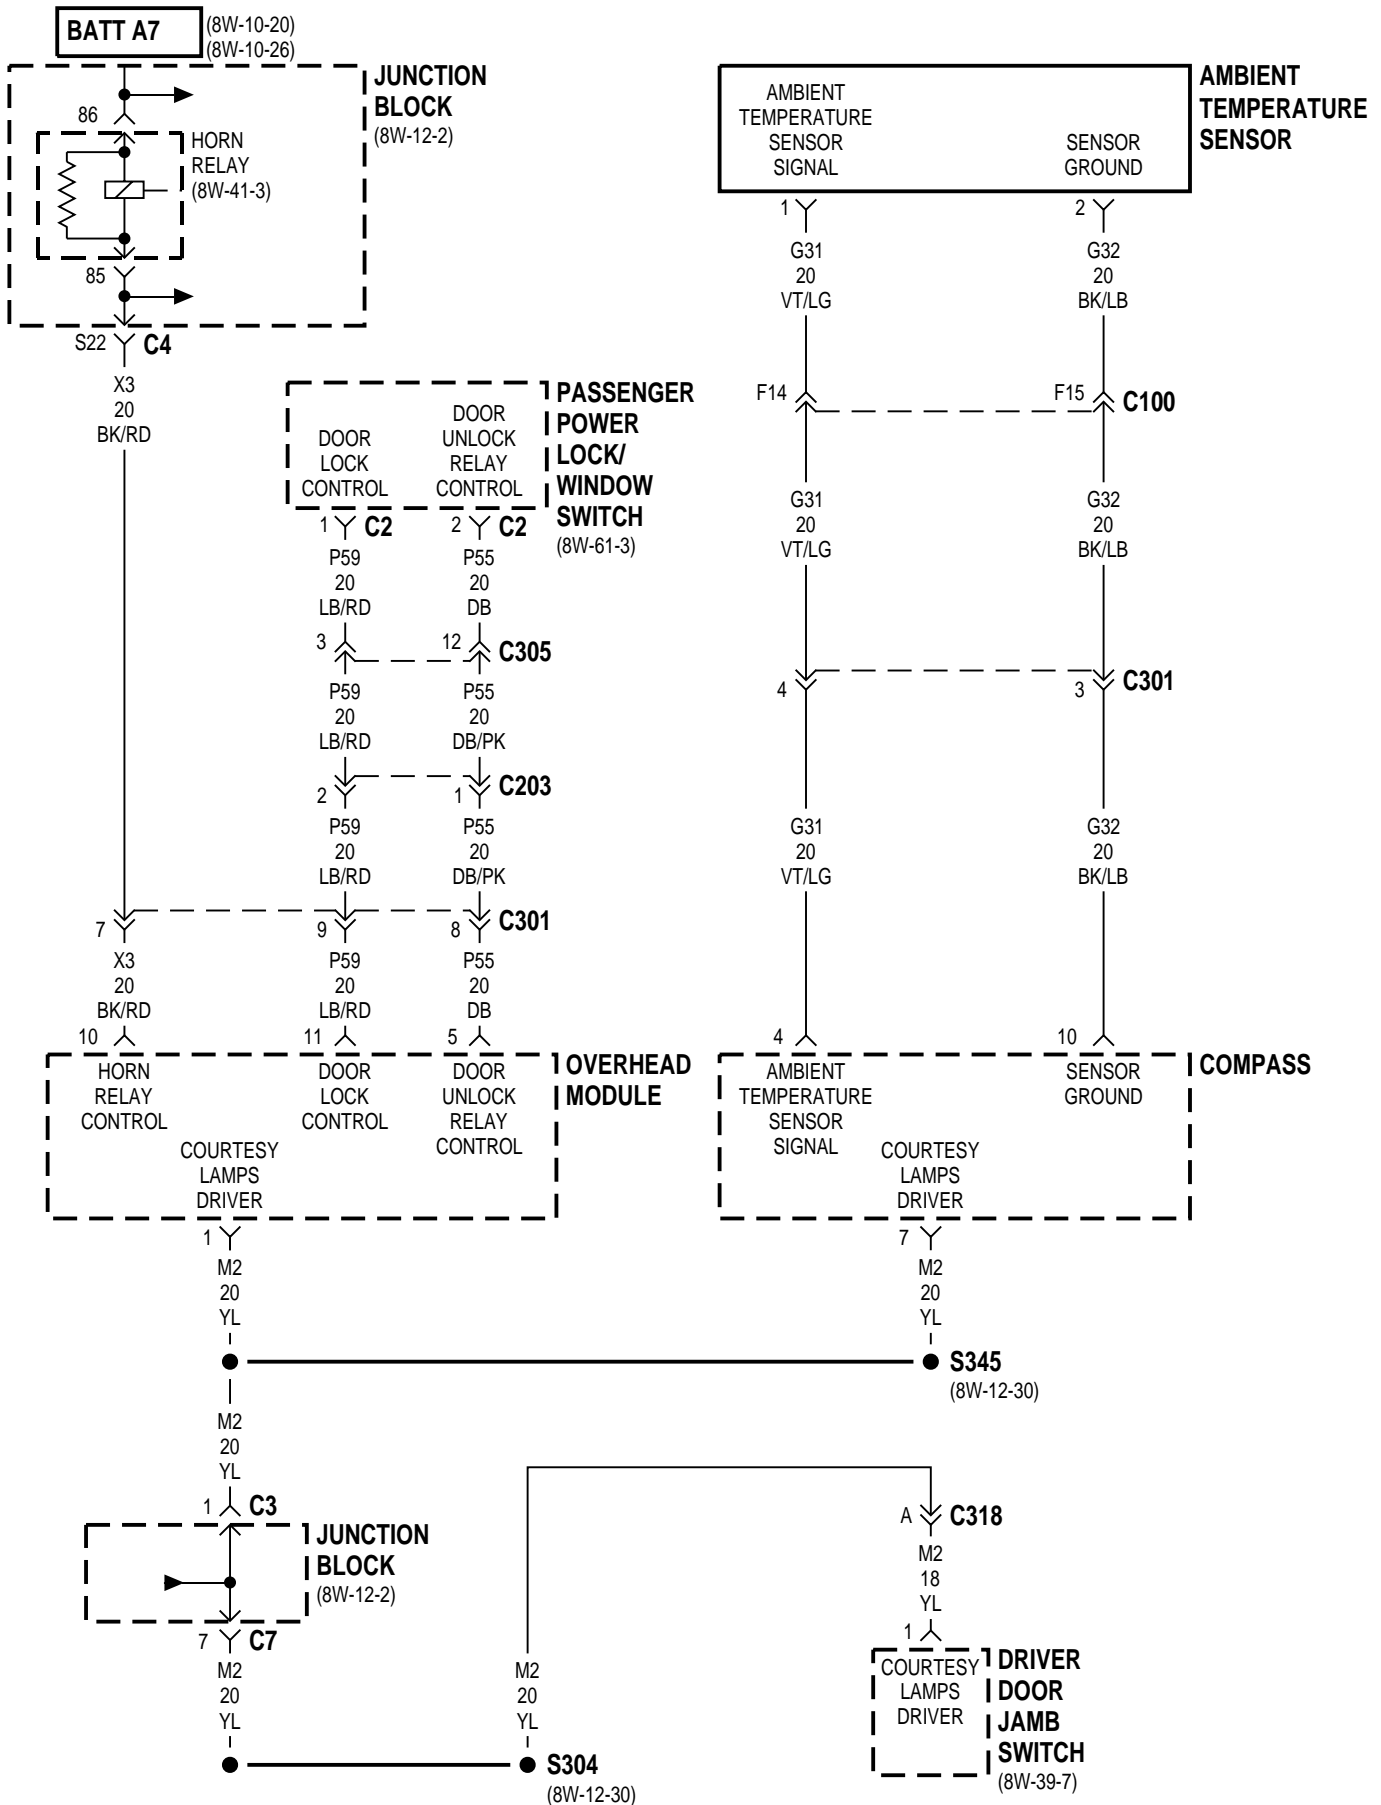 BATT A7
(8W-10-20)
(8W-10-26)
JUNCTION
BLOCK
(8W-12-2)
86
HORN
RELAY
(8W-41-3)
85
S22
C4
X3
20
BK/RD
AMBIENT
TEMPERATURE
SENSOR
SIGNAL
SENSOR
GROUND
AMBIENT
TEMPERATURE
SENSOR
1
2
G31
20
VT/LG
G32
20
BK/LB
F14
F15
C100
G31
20
VT/LG
G32
20
BK/LB
4
3
C301
G31
20
VT/LG
G32
20
BK/LB
DOOR
LOCK
CONTROL
DOOR
UNLOCK
RELAY
CONTROL
PASSENGER
POWER
LOCK/
WINDOW
SWITCH
(8W-61-3)
1
C2
2
C2
P59
20
LB/RD
P55
20
DB
3
12
C305
P59
20
LB/RD
P55
20
DB/PK
2
1
C203
P59
20
LB/RD
P55
20
DB/PK
7
9
8
C301
X3
20
BK/RD
P59
20
LB/RD
P55
20
DB
10
11
5
HORN
RELAY
CONTROL
DOOR
LOCK
CONTROL
DOOR
UNLOCK
RELAY
CONTROL
COURTESY
LAMPS
DRIVER
OVERHEAD
MODULE
4
10
AMBIENT
TEMPERATURE
SENSOR
SIGNAL
SENSOR
GROUND
COURTESY
LAMPS
DRIVER
COMPASS
1
M2
20
YL
7
M2
20
YL
S345
(8W-12-30)
M2
20
YL
1
C3
JUNCTION
BLOCK
(8W-12-2)
7
C7
M2
20
YL
M2
20
YL
S304
(8W-12-30)
A
C318
M2
18
YL
1
COURTESY
LAMPS
DRIVER
DRIVER
DOOR
JAMB
SWITCH
(8W-39-7)